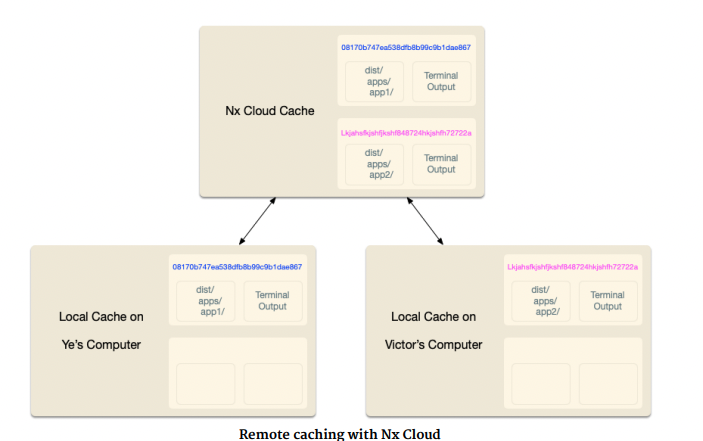 08170b747ea538dfb8b99c9b1dae867
dist/
apps/
app1/
Terminal
Output
Nx Cloud Cache
Lkjahsfkjshfjkshf848724hkjshfh72722a
dist/
apps/
app2/
Terminal
Output
08170b747ea538dfb8b99c9b1dae867
dist/
apps/
app1/
Terminal
Output
Local Cache on
Ye's Computer
Lkjahsfkjshfjkshf848724hkjshfh72722a
dist/
apps/
app2/
Terminal
Output
Local Cache on
Victor's Computer
Remote caching with Nx Cloud